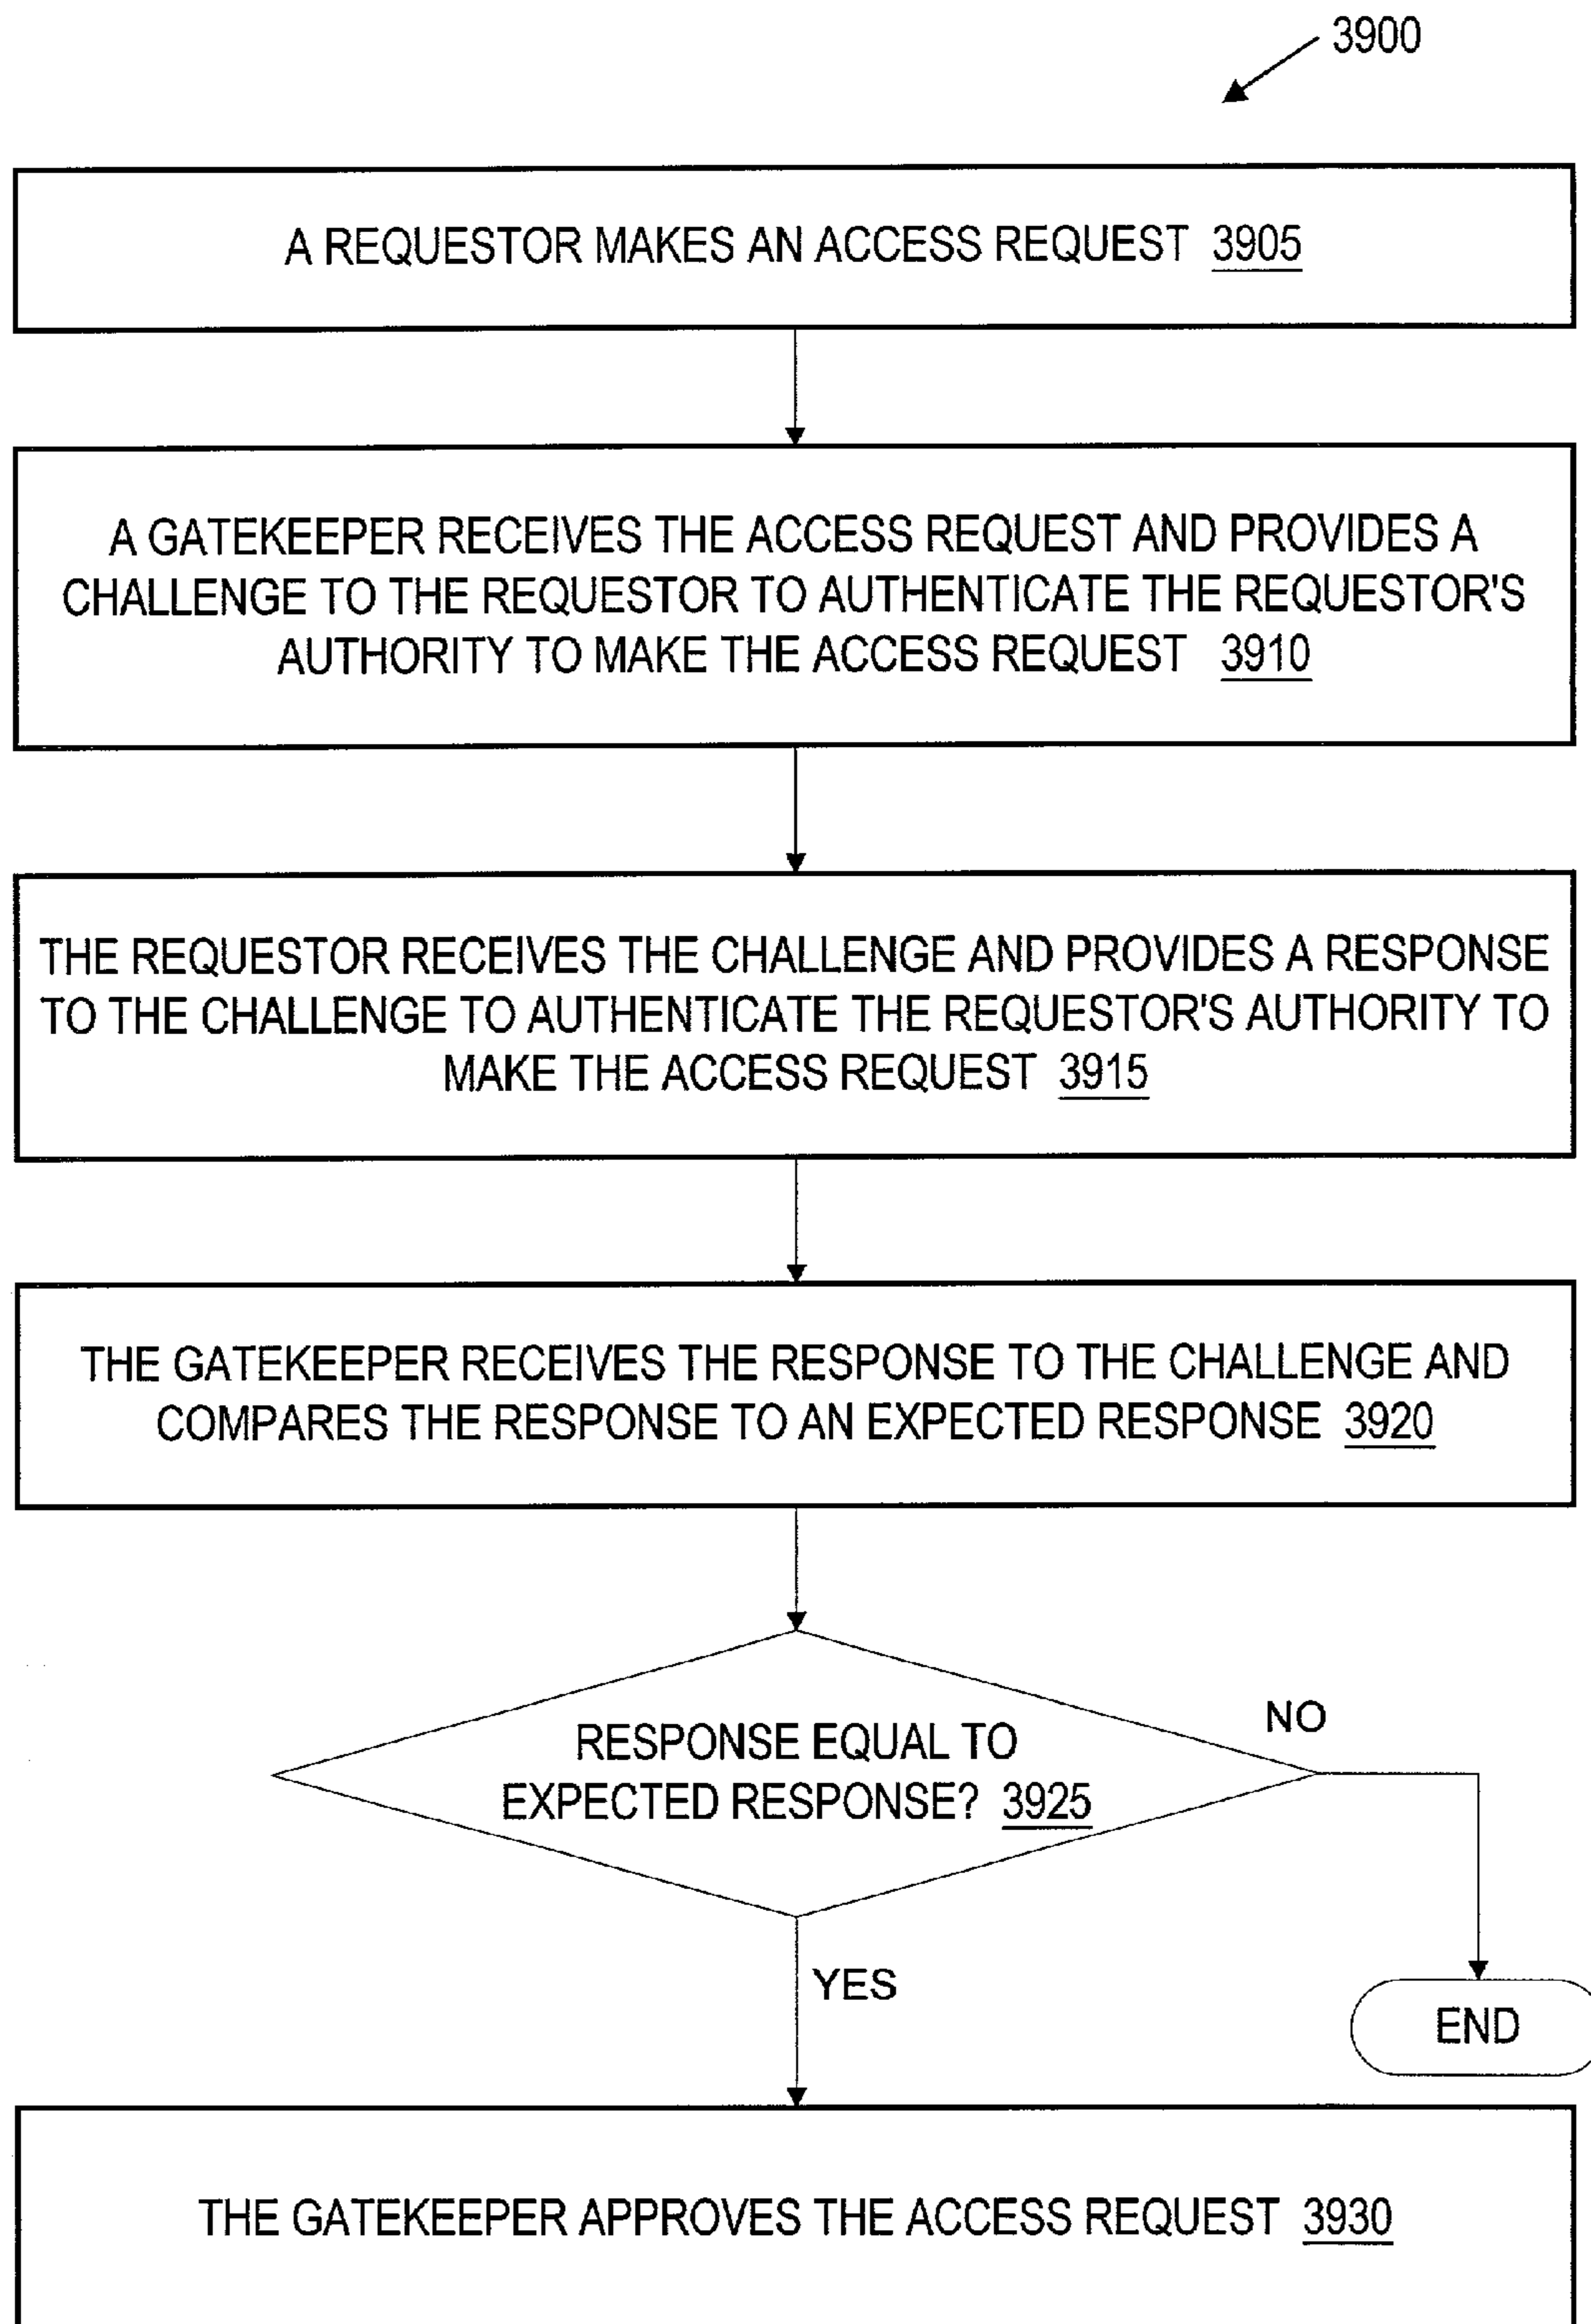 3900
A REQUESTOR MAKES AN ACCESS REQUEST 3905
A GATEKEEPER RECEIVES THE ACCESS REQUEST AND PROVIDES A
CHALLENGE TO THE REQUESTOR TO AUTHENTICATE THE REQUESTOR'S
AUTHORITY TO MAKE THE ACCESS REQUEST 3910
THE REQUESTOR RECEIVES THE CHALLENGE AND PROVIDES A RESPONSE
TO THE CHALLENGE TO AUTHENTICATE THE REQUESTOR'S AUTHORITY TO
MAKE THE ACCESS REQUEST 3915
THE GATEKEEPER RECEIVES THE RESPONSE TO THE CHALLENGE AND
COMPARES THE RESPONSE TO AN EXPECTED RESPONSE 3920
RESPONSE EQUAL TO
EXPECTED RESPONSE? 3925
NO
YES
END
THE GATEKEEPER APPROVES THE ACCESS REQUEST 3930